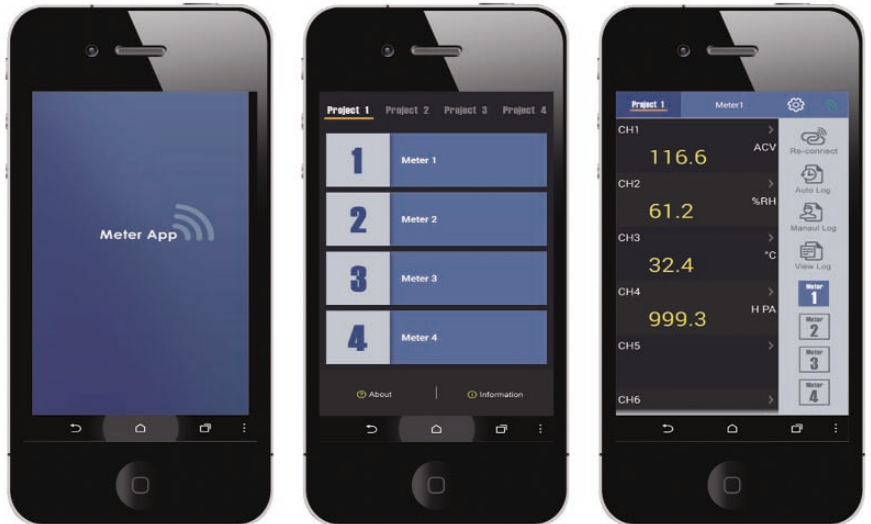 Meter App
Project 1 Project 2 Project 3 Project 4
1 Meter 1
2 Meter 2
3 Meter 3
4 Meter 4
About Information
Project 1 Meter1
CH1
116.6 ACV
CH2
61.2 %RH
CH3
32.4 °C
CH4
999.3 H PA
CH5
CH6
Re-connect
Auto Log
Manaul Log
View Log
Meter
1
Meter
2
Meter
3
Meter
4